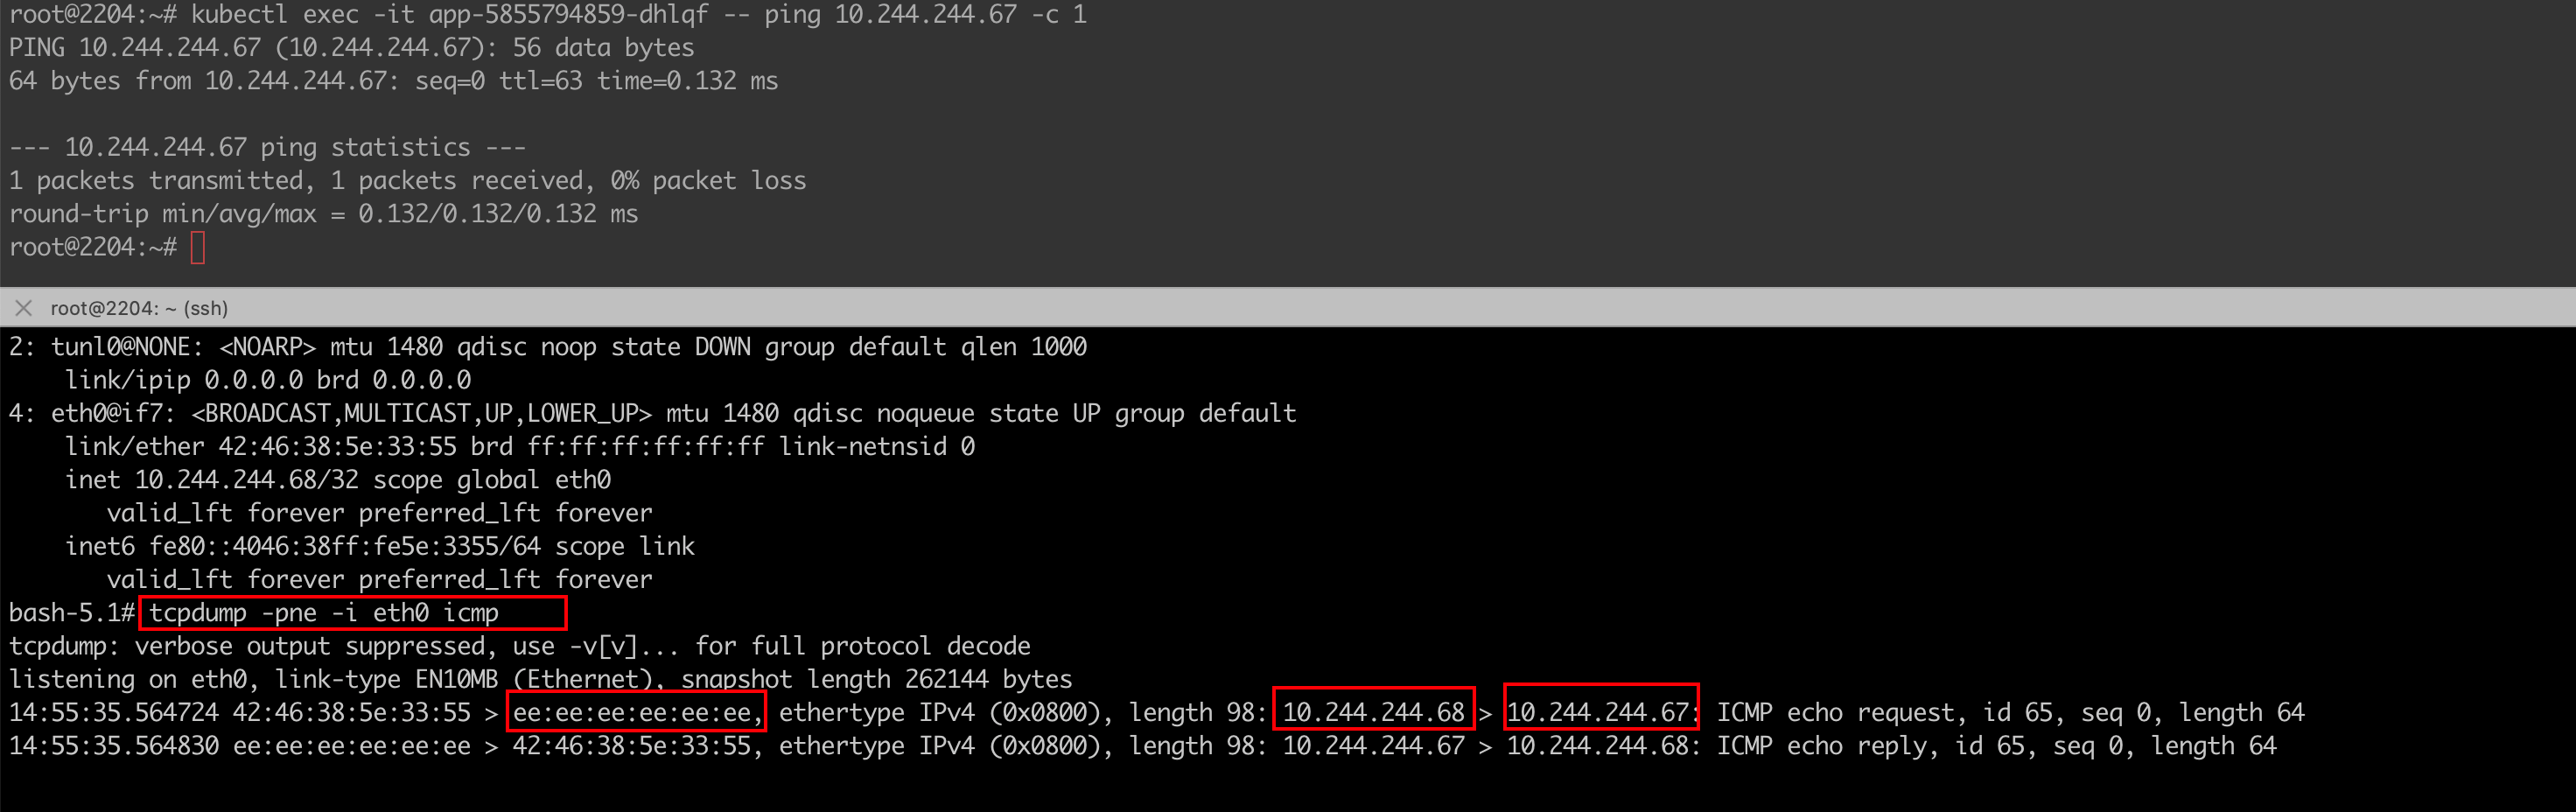 root@2204:~# kubectl exec -it app-5855794859-dhlqf -- ping 10.244.244.67 -c 1
PING 10.244.244.67 (10.244.244.67): 56 data bytes
64 bytes from 10.244.244.67: seq=0 ttl=63 time=0.132 ms
--- 10.244.244.67 ping statistics ---
1 packets transmitted, 1 packets received, 0% packet loss
round-trip min/avg/max = 0.132/0.132/0.132 ms
root@2204:~#
root@2204: ~ (ssh)
2: tunl0@NONE: <NOARP> mtu 1480 qdisc noop state DOWN group default qlen 1000
    link/ipip 0.0.0.0 brd 0.0.0.0
4: eth0@if7: <BROADCAST,MULTICAST,UP,LOWER_UP> mtu 1480 qdisc noqueue state UP group default
    link/ether 42:46:38:5e:33:55 brd ff:ff:ff:ff:ff:ff link-netnsid 0
    inet 10.244.244.68/32 scope global eth0
       valid_lft forever preferred_lft forever
    inet6 fe80::4046:38ff:fe5e:3355/64 scope link
       valid_lft forever preferred_lft forever
bash-5.1# tcpdump -pne -i eth0 icmp
tcpdump: verbose output suppressed, use -v[v]... for full protocol decode
listening on eth0, link-type EN10MB (Ethernet), snapshot length 262144 bytes
14:55:35.564724 42:46:38:5e:33:55 > ee:ee:ee:ee:ee:ee, ethertype IPv4 (0x0800), length 98: 10.244.244.68 > 10.244.244.67: ICMP echo request, id 65, seq 0, length 64
14:55:35.564830 ee:ee:ee:ee:ee:ee > 42:46:38:5e:33:55, ethertype IPv4 (0x0800), length 98: 10.244.244.67 > 10.244.244.68: ICMP echo reply, id 65, seq 0, length 64